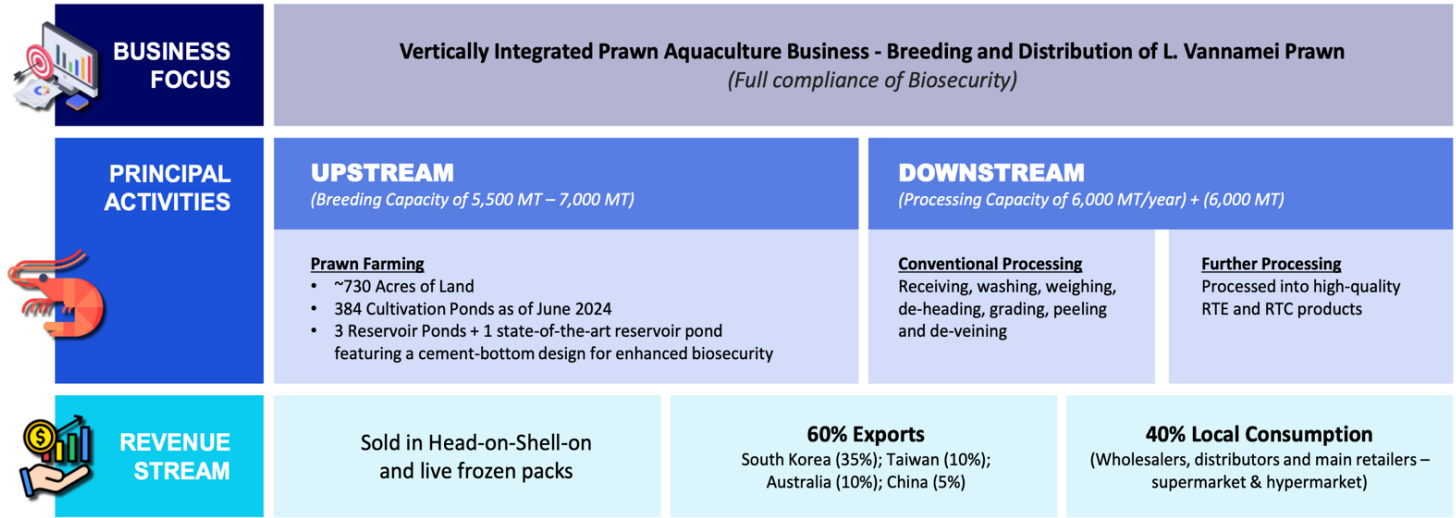 BUSINESS
FOCUS
Vertically Integrated Prawn Aquaculture Business - Breeding and Distribution of L. Vannamei Prawn
(Full compliance of Biosecurity)
PRINCIPAL
ACTIVITIES
UPSTREAM
(Breeding Capacity of 5,500 MT – 7,000 MT)
Prawn Farming
• ~730 Acres of Land
• 384 Cultivation Ponds as of June 2024
• 3 Reservoir Ponds + 1 state-of-the-art reservoir pond
featuring a cement-bottom design for enhanced biosecurity
DOWNSTREAM
(Processing Capacity of 6,000 MT/year) + (6,000 MT)
Conventional Processing
Receiving, washing, weighing,
de-heading, grading, peeling
and de-veining
Further Processing
Processed into high-quality
RTE and RTC products
REVENUE
STREAM
Sold in Head-on-Shell-on
and live frozen packs
60% Exports
South Korea (35%); Taiwan (10%);
Australia (10%); China (5%)
40% Local Consumption
(Wholesalers, distributors and main retailers –
supermarket & hypermarket)